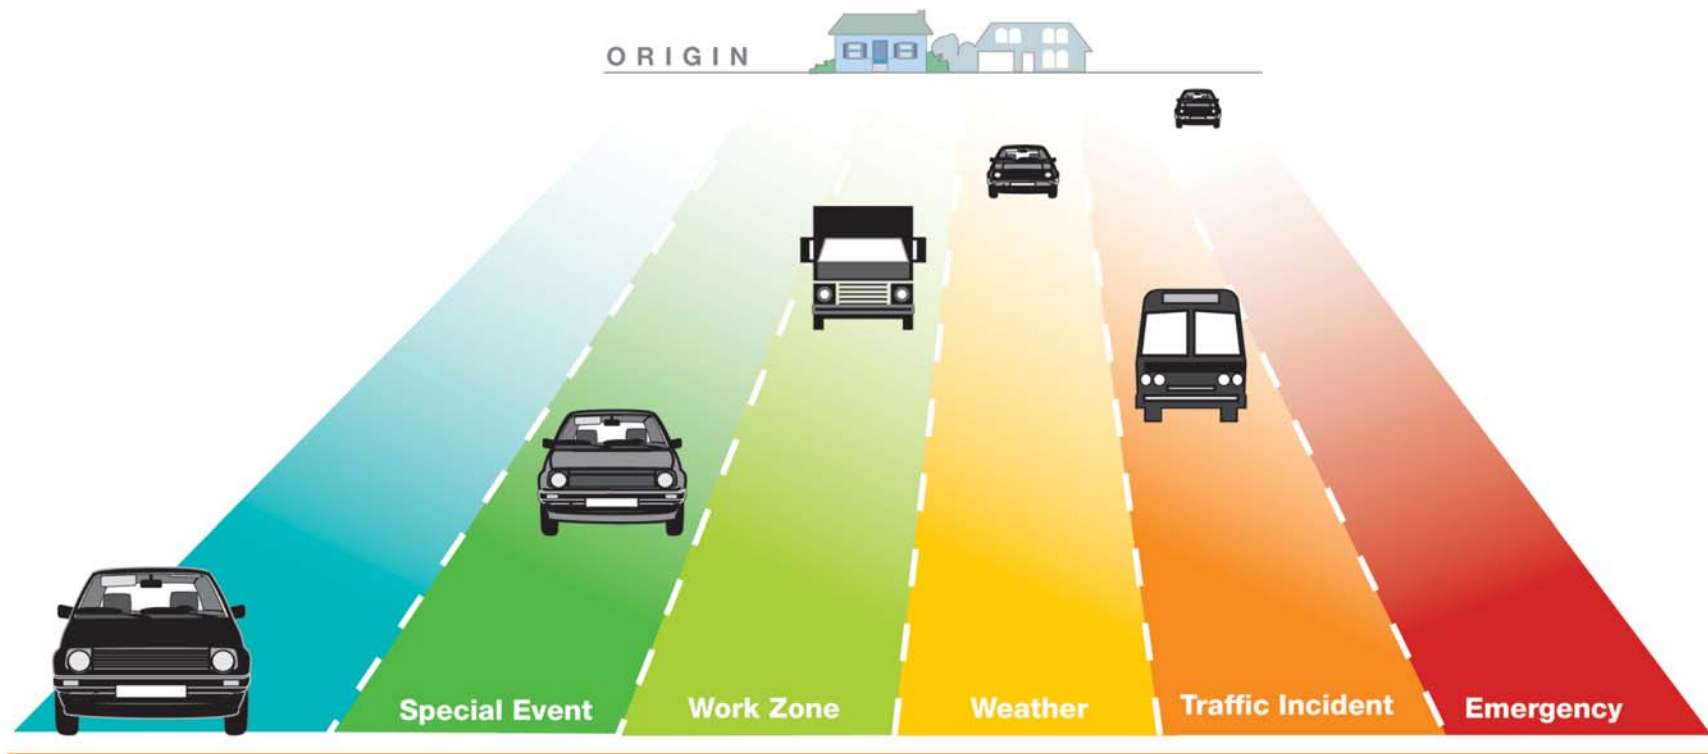 ORIGIN
Special Event
Work Zone
Weather
Traffic Incident
Emergency